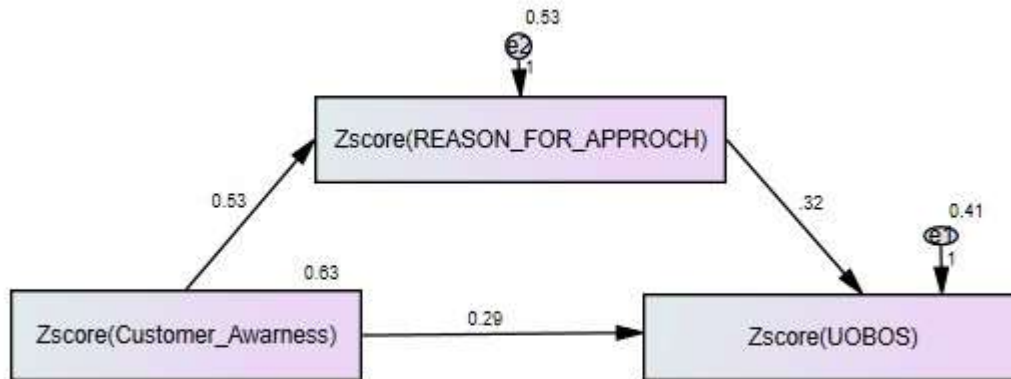 0.53
e2
1
Zscore(REASON_FOR_APPROCH)
0.53
.32
0.41
e1
1
0.63
Zscore(Customer_Awarness)
0.29
Zscore(UOBOS)